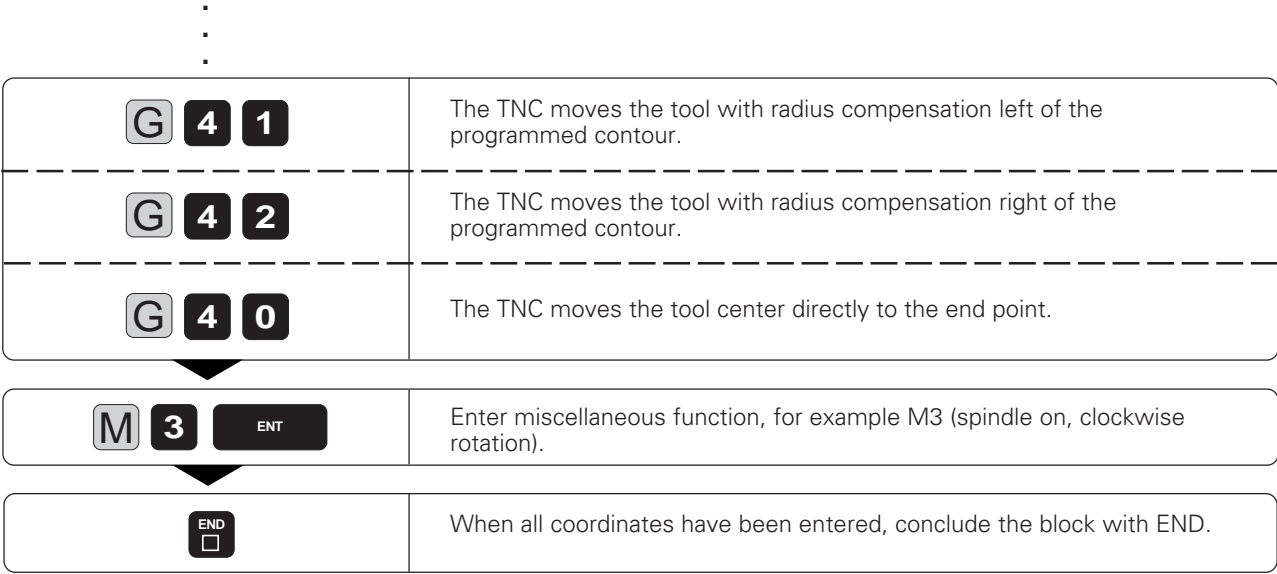 G 4 1
The TNC moves the tool with radius compensation left of the
programmed contour.
G 4 2
The TNC moves the tool with radius compensation right of the
programmed contour.
G 4 0
The TNC moves the tool center directly to the end point.
M 3 ENT
Enter miscellaneous function, for example M3 (spindle on, clockwise
rotation).
END
When all coordinates have been entered, conclude the block with END.